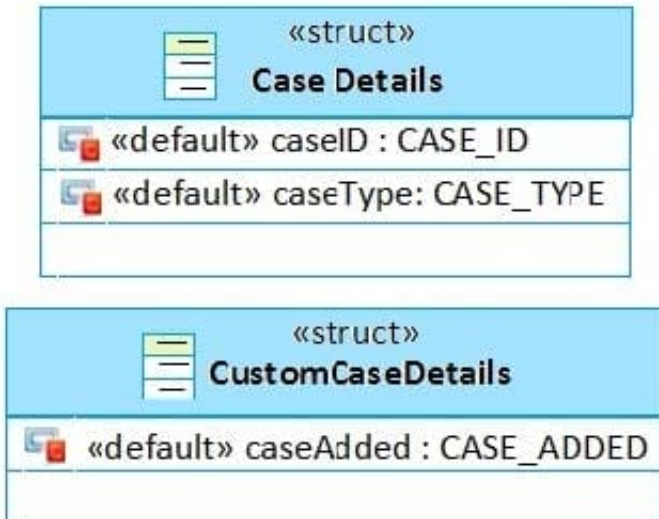 «struct»
Case Details
«default» caseID : CASE_ID
«default» caseType: CASE_TYPE
«struct»
CustomCaseDetails
«default» caseAdded : CASE_ADDED